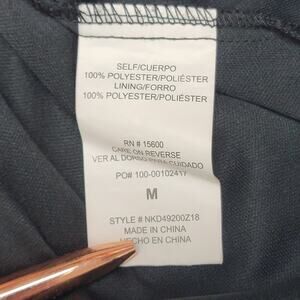 SELF/CUERPO
100% POLYESTER/POLIÉSTER
LINING/FORRO
100% POLYESTER/POLIÉSTER
RN # 15600
CARE ON REVERSE
VER AL DORSO PARA CUIDADO
PO# 100-00102417
M
STYLE # NKD49200Z18
MADE IN CHINA
HECHO EN CHINA